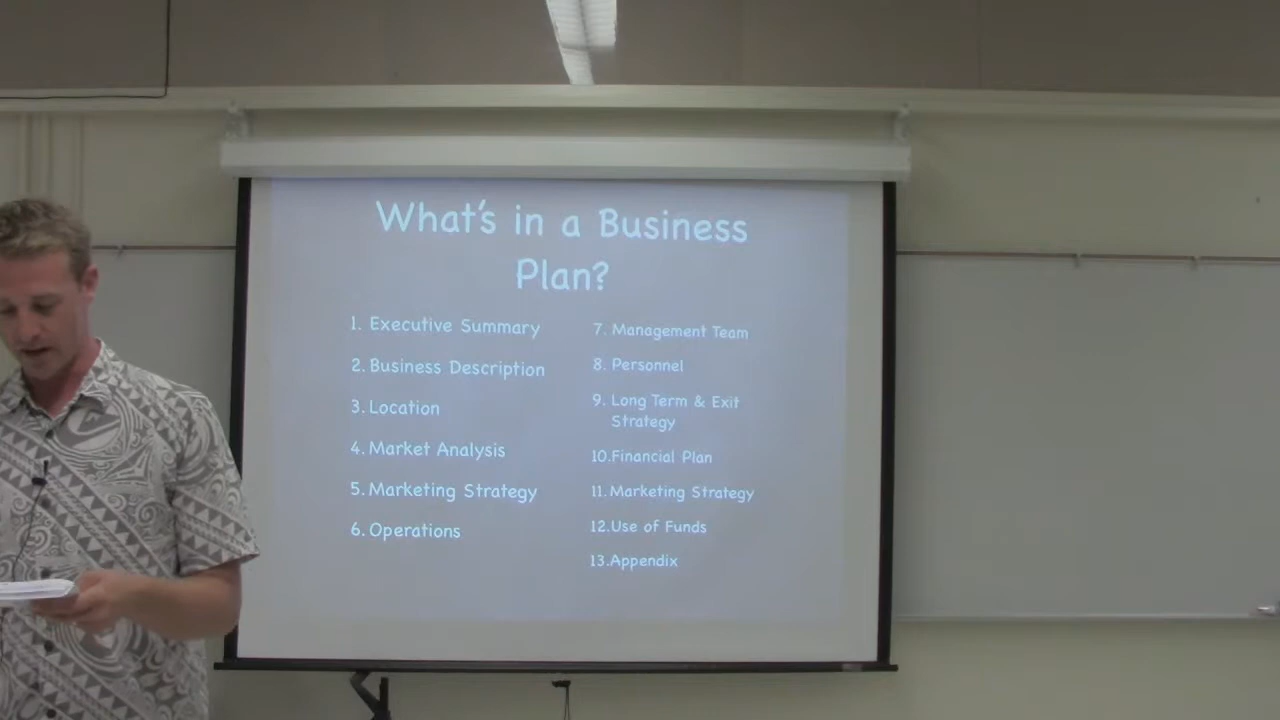 What's in a Business
Plan?
1. Executive Summary
2. Business Description
3. Location
4. Market Analysis
5. Marketing Strategy
6. Operations
7. Management Team
8. Personnel
9. Long Term & Exit
Strategy
10.Financial Plan
11. Marketing Strategy
12.Use of Funds
13.Appendix